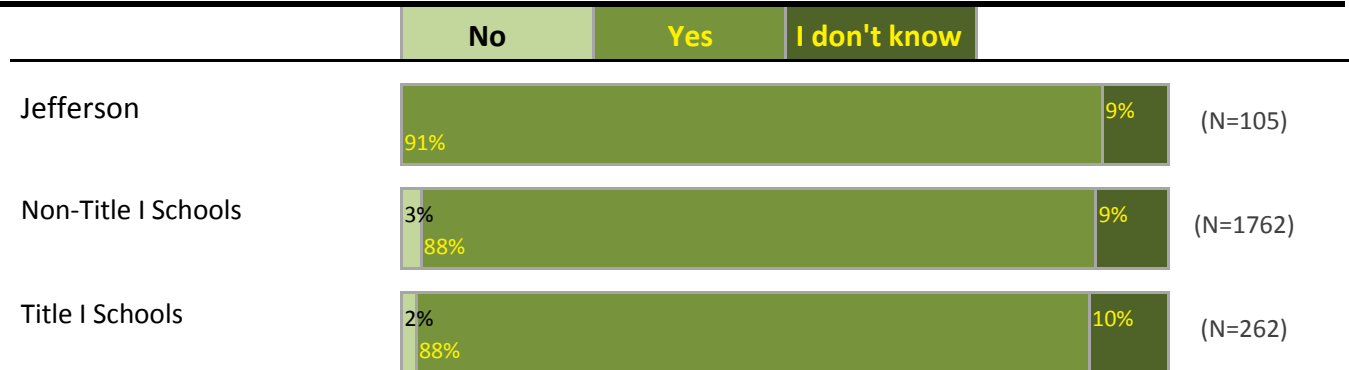 No Yes I don't know
Jefferson
91% 9% (N=105)
Non-Title I Schools
3% 88% 9% (N=1762)
Title I Schools
2% 88% 10% (N=262)